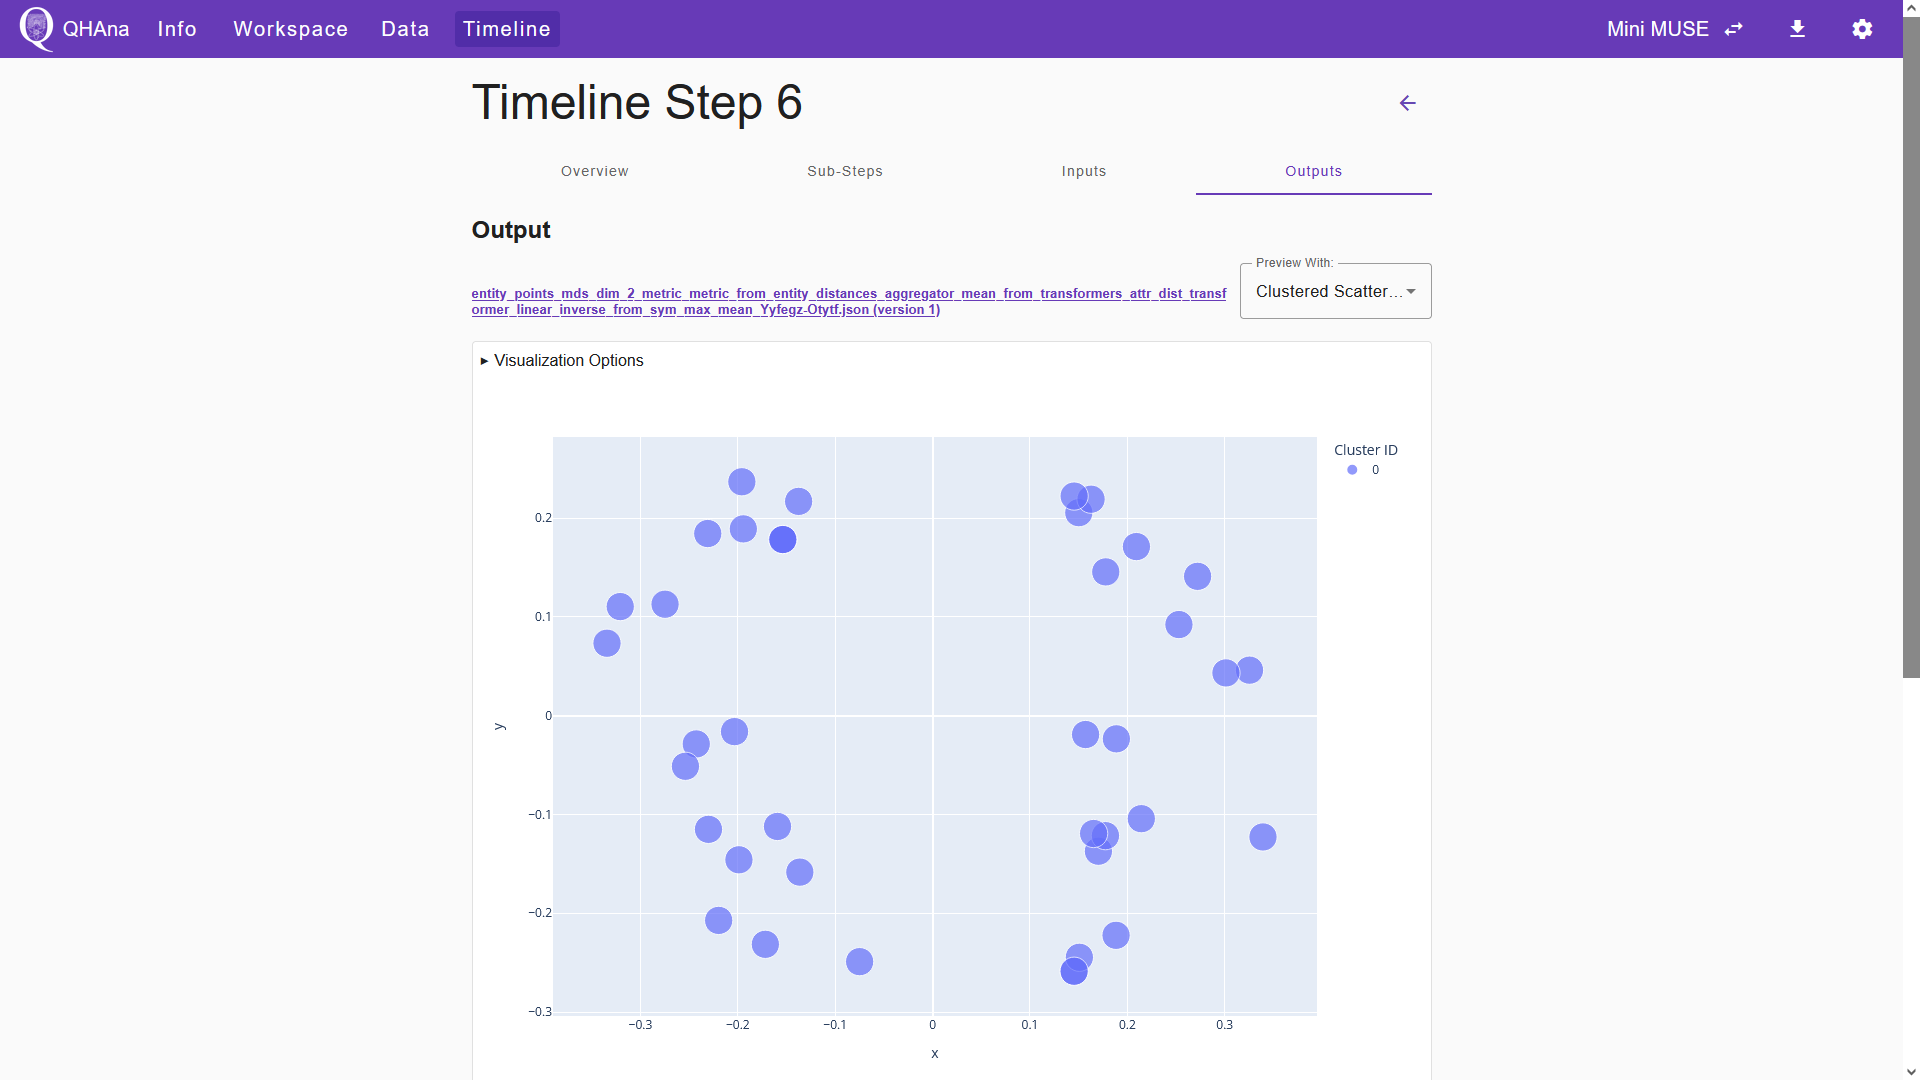 QHAna Info Workspace Data Timeline Mini MUSE
Timeline Step 6
Overview Sub-Steps Inputs Outputs
Output
Preview With:
entity_points_mds_dim_2_metric_metric_from_entity_distances_aggregator_mean_from_transformers_attr_dist_transf
ormer_linear_inverse_from_sym_max_mean_Yyfegz-Otytf.json (version 1)
Clustered Scatter...
▸ Visualization Options
Cluster ID
0
0.2
0.1
0
−0.1
−0.2
−0.3
y
−0.3 −0.2 −0.1 0 0.1 0.2 0.3
x